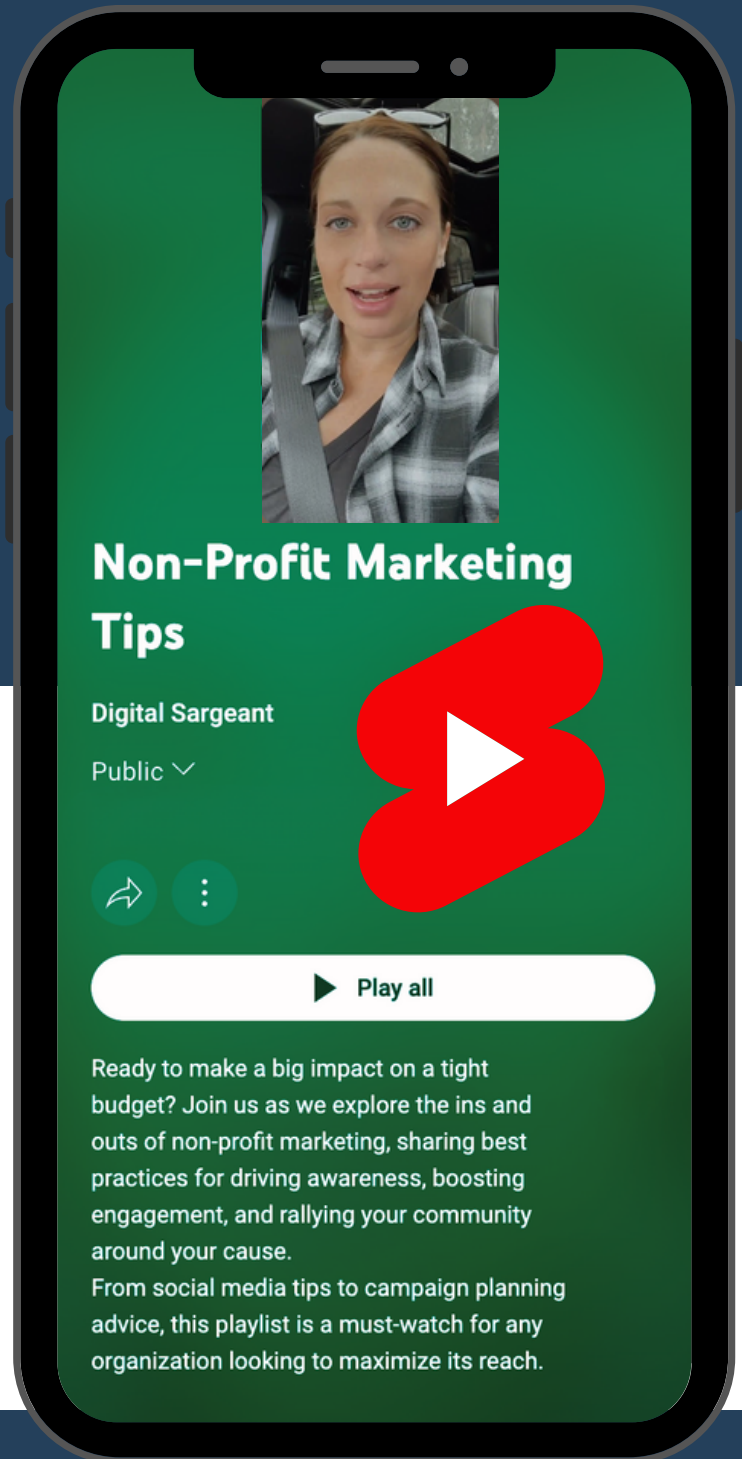 Non-Profit Marketing
Tips
Digital Sargeant
Public
Play all
Ready to make a big impact on a tight
budget? Join us as we explore the ins and
outs of non-profit marketing, sharing best
practices for driving awareness, boosting
engagement, and rallying your community
around your cause.
From social media tips to campaign planning
advice, this playlist is a must-watch for any
organization looking to maximize its reach.